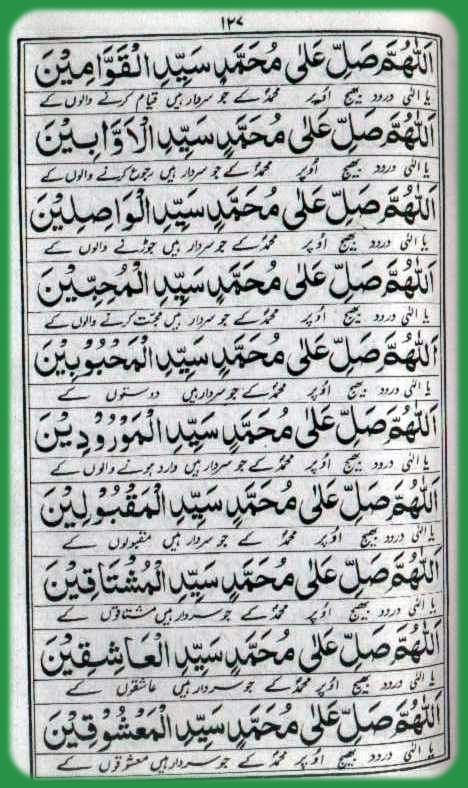 ١٢٧
اَللّٰهُمَّ صَلِّ عَلٰى مُحَمَّدٍ سَيِّدِ الْقَوَّامِيْنَ
یا الٰہی درود بھیج اوپر محمدؐ کے جو سردار ہیں قیام کرنے والوں کے
اَللّٰهُمَّ صَلِّ عَلٰى مُحَمَّدٍ سَيِّدِ الْاَوَّابِيْنَ
یا الٰہی درود بھیج اوپر محمدؐ کے جو سردار ہیں رجوع کرنے والوں کے
اَللّٰهُمَّ صَلِّ عَلٰى مُحَمَّدٍ سَيِّدِ الْوَاصِلِيْنَ
یا الٰہی درود بھیج اوپر محمدؐ کے جو سردار ہیں جوڑنے والوں کے
اَللّٰهُمَّ صَلِّ عَلٰى مُحَمَّدٍ سَيِّدِ الْمُحِبِّيْنَ
یا الٰہی درود بھیج اوپر محمدؐ کے جو سردار ہیں محبت کرنے والوں کے
اَللّٰهُمَّ صَلِّ عَلٰى مُحَمَّدٍ سَيِّدِ الْمَحْبُوْبِيْنَ
یا الٰہی درود بھیج اوپر محمدؐ کے جو سردار ہیں دوستوں کے
اَللّٰهُمَّ صَلِّ عَلٰى مُحَمَّدٍ سَيِّدِ الْمَوْرُوْدِيْنَ
یا الٰہی درود بھیج اوپر محمدؐ کے جو سردار ہیں وارد ہونے والوں کے
اَللّٰهُمَّ صَلِّ عَلٰى مُحَمَّدٍ سَيِّدِ الْمَقْبُوْلِيْنَ
یا الٰہی درود بھیج اوپر محمدؐ کے جو سردار ہیں مقبولوں کے
اَللّٰهُمَّ صَلِّ عَلٰى مُحَمَّدٍ سَيِّدِ الْمُشْتَاقِيْنَ
یا الٰہی درود بھیج اوپر محمدؐ کے جو سردار ہیں مشتاقوں کے
اَللّٰهُمَّ صَلِّ عَلٰى مُحَمَّدٍ سَيِّدِ الْعَاشِقِيْنَ
یا الٰہی درود بھیج اوپر محمدؐ کے جو سردار ہیں عاشقوں کے
اَللّٰهُمَّ صَلِّ عَلٰى مُحَمَّدٍ سَيِّدِ الْمَعْشُوْقِيْنَ
یا الٰہی درود بھیج اوپر محمدؐ کے جو سردار ہیں معشوقوں کے